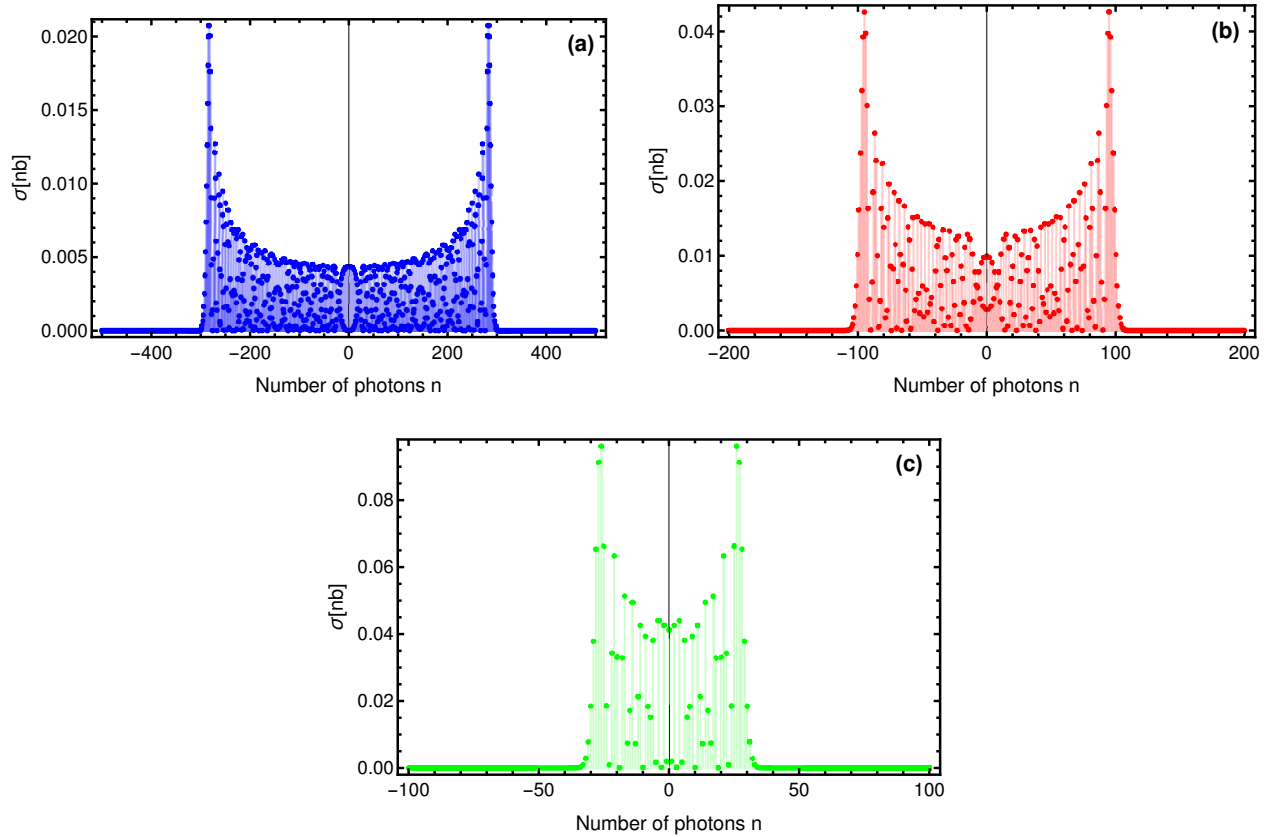 (a)
σ[nb]
0.020
0.015
0.010
0.005
0.000
−400 −200 0 200 400
Number of photons n
(b)
σ[nb]
0.04
0.03
0.02
0.01
0.00
−200 −100 0 100 200
Number of photons n
(c)
σ[nb]
0.08
0.06
0.04
0.02
0.00
−100 −50 0 50 100
Number of photons n